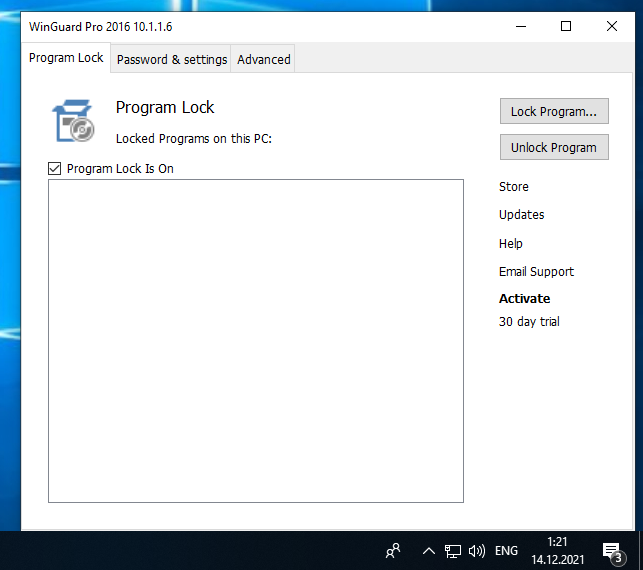 WinGuard Pro 2016 10.1.1.6
Program Lock
Password & settings
Advanced
Program Lock
Lock Program...
Locked Programs on this PC:
Unlock Program
Program Lock Is On
Store
Updates
Help
Email Support
Activate
30 day trial
ENG
1:21
14.12.2021
3